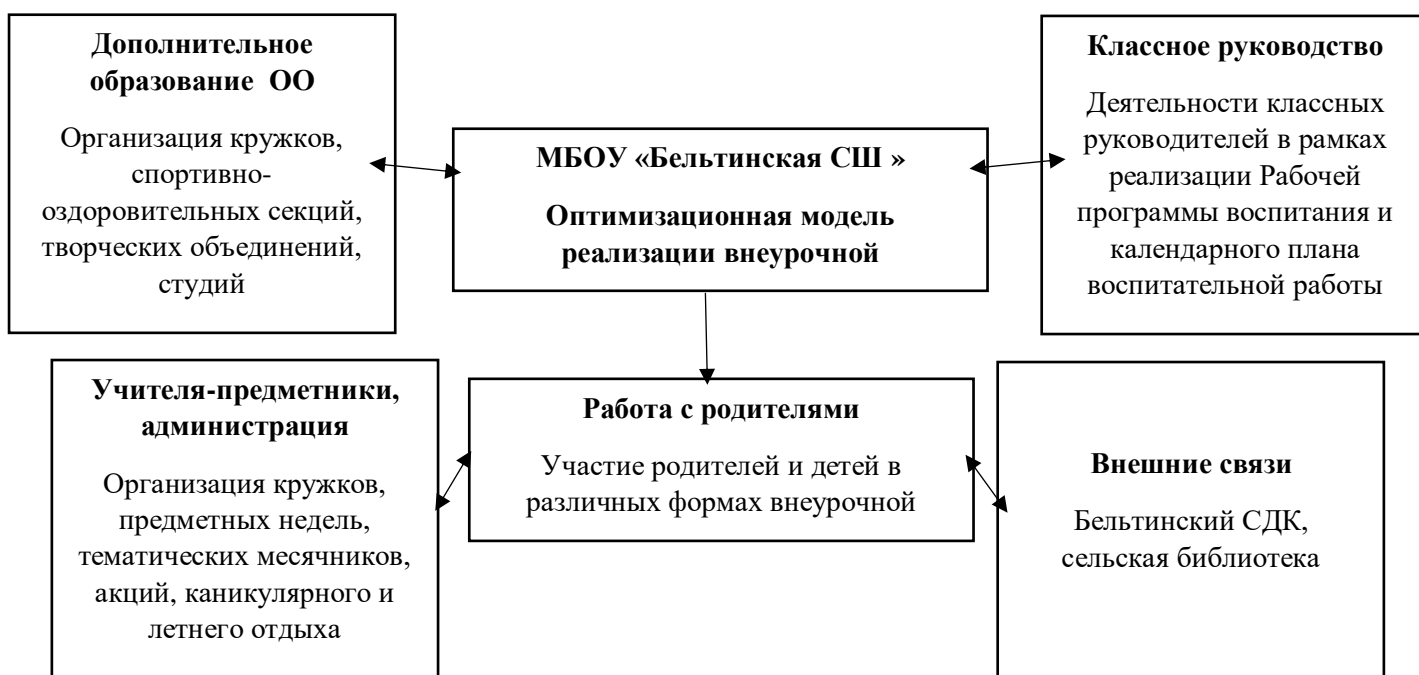 Дополнительное
образование  ОО
Организация кружков,
спортивно-
оздоровительных секций,
творческих объединений,
студий
МБОУ «Бельтинская СШ »
Оптимизационная модель
реализации внеурочной
Классное руководство
Деятельности классных
руководителей в рамках
реализации Рабочей
программы воспитания и
календарного плана
воспитательной работы
Учителя-предметники,
администрация
Организация кружков,
предметных недель,
тематических месячников,
акций, каникулярного и
летнего отдыха
Работа с родителями
Участие родителей и детей в
различных формах внеурочной
Внешние связи
Бельтинский СДК,
сельская библиотека